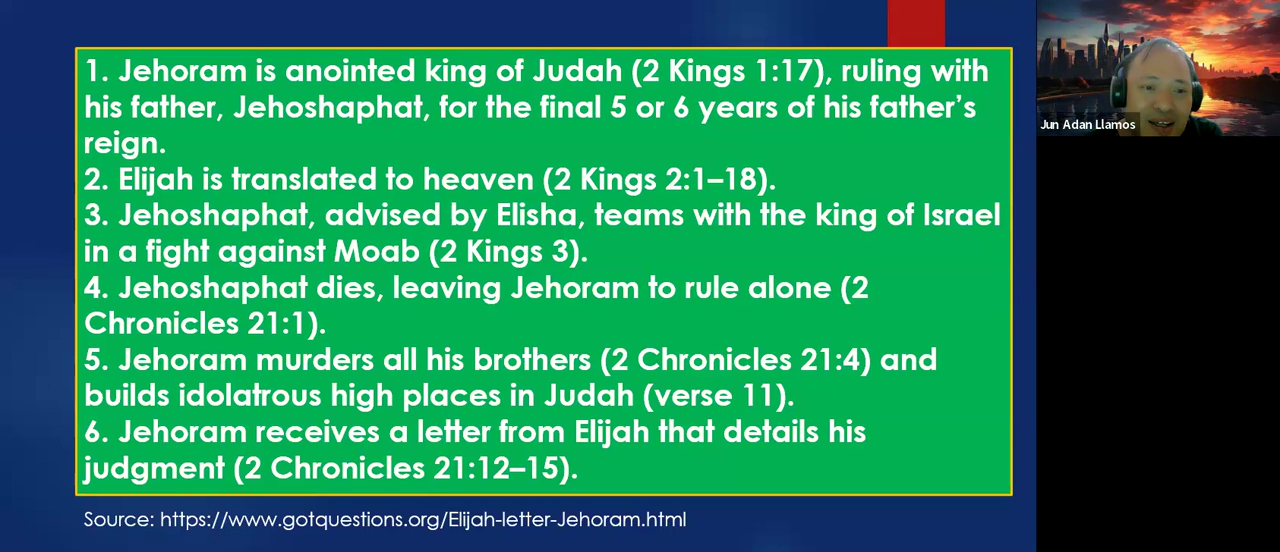 1. Jehoram is anointed king of Judah (2 Kings 1:17), ruling with
his father, Jehoshaphat, for the final 5 or 6 years of his father’s
reign.
2. Elijah is translated to heaven (2 Kings 2:1–18).
3. Jehoshaphat, advised by Elisha, teams with the king of Israel
in a fight against Moab (2 Kings 3).
4. Jehoshaphat dies, leaving Jehoram to rule alone (2
Chronicles 21:1).
5. Jehoram murders all his brothers (2 Chronicles 21:4) and
builds idolatrous high places in Judah (verse 11).
6. Jehoram receives a letter from Elijah that details his
judgment (2 Chronicles 21:12–15).
Source: https://www.gotquestions.org/Elijah-letter-Jehoram.html
Jun Adan Llamos